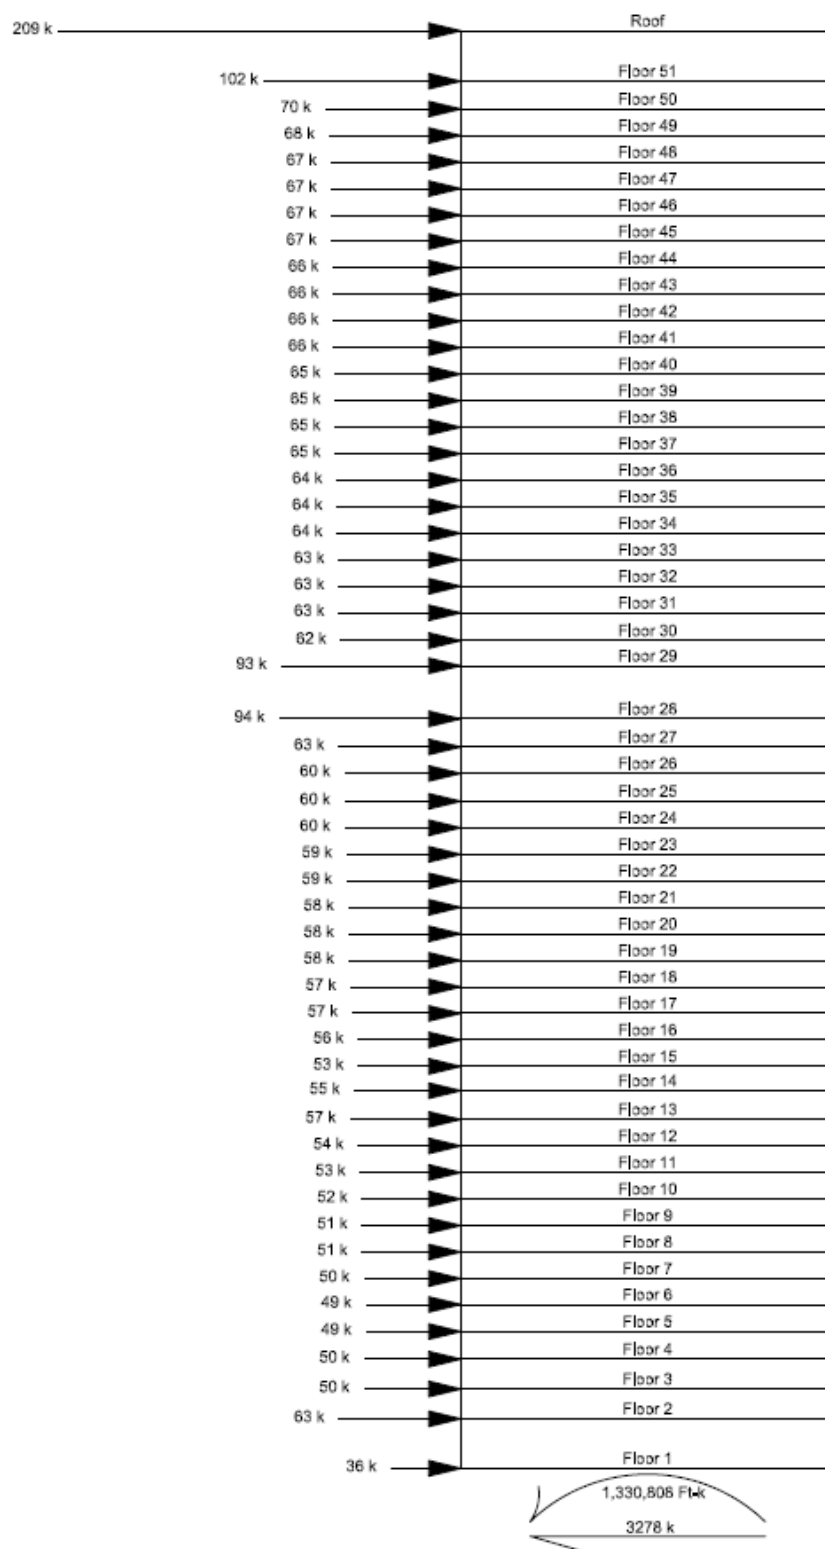 209 k Roof
102 k Floor 51
70 k Floor 50
68 k Floor 49
67 k Floor 48
67 k Floor 47
67 k Floor 46
67 k Floor 45
66 k Floor 44
66 k Floor 43
66 k Floor 42
66 k Floor 41
65 k Floor 40
65 k Floor 39
65 k Floor 38
65 k Floor 37
64 k Floor 36
64 k Floor 35
64 k Floor 34
63 k Floor 33
63 k Floor 32
63 k Floor 31
62 k Floor 30
93 k Floor 29
94 k Floor 28
63 k Floor 27
60 k Floor 26
60 k Floor 25
60 k Floor 24
59 k Floor 23
59 k Floor 22
58 k Floor 21
58 k Floor 20
58 k Floor 19
57 k Floor 18
57 k Floor 17
56 k Floor 16
53 k Floor 15
55 k Floor 14
57 k Floor 13
54 k Floor 12
53 k Floor 11
52 k Floor 10
51 k Floor 9
51 k Floor 8
50 k Floor 7
49 k Floor 6
49 k Floor 5
50 k Floor 4
50 k Floor 3
63 k Floor 2
36 k Floor 1
1,330,808 Ft-k
3278 k